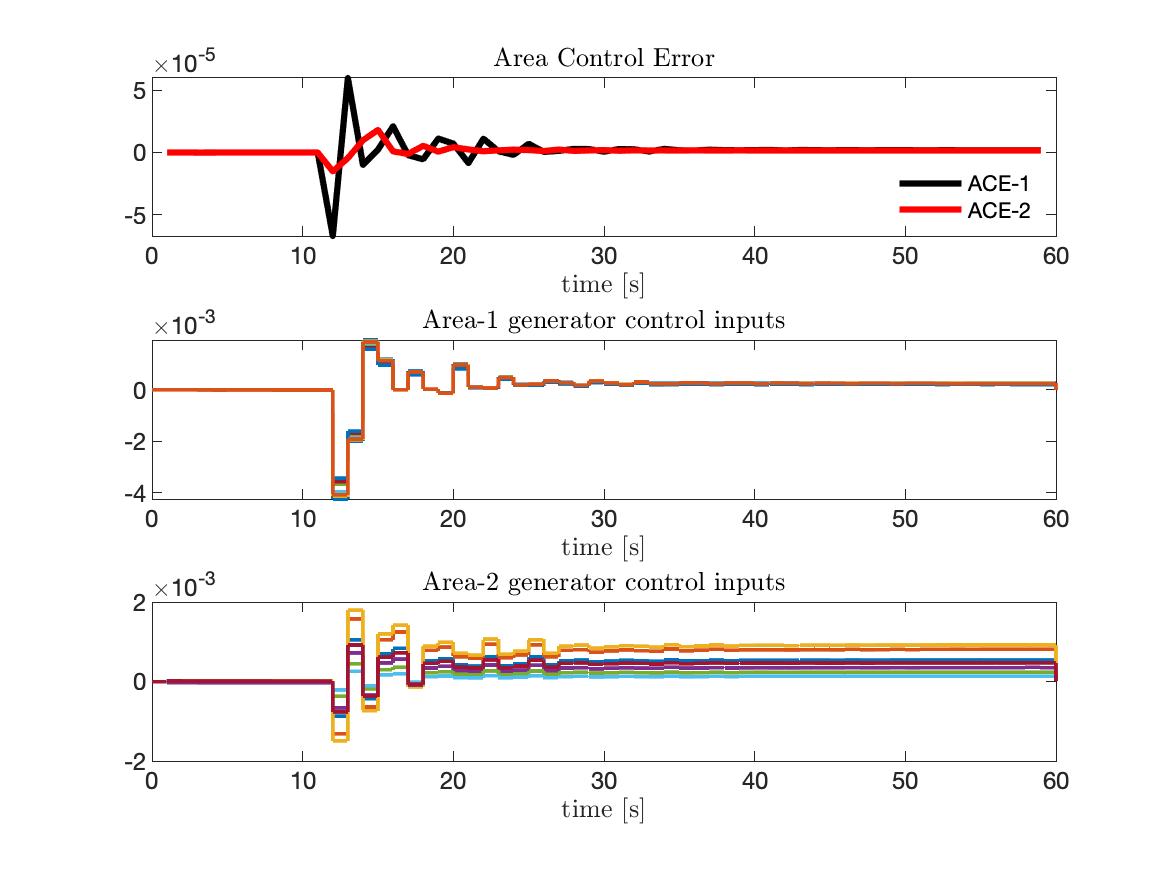 ×10-5
Area Control Error
5
0
-5
ACE-1
ACE-2
0 10 20 30 40 50 60
time [s]
×10-3
Area-1 generator control inputs
0
-2
-4
0 10 20 30 40 50 60
time [s]
×10-3
Area-2 generator control inputs
2
0
-2
0 10 20 30 40 50 60
time [s]